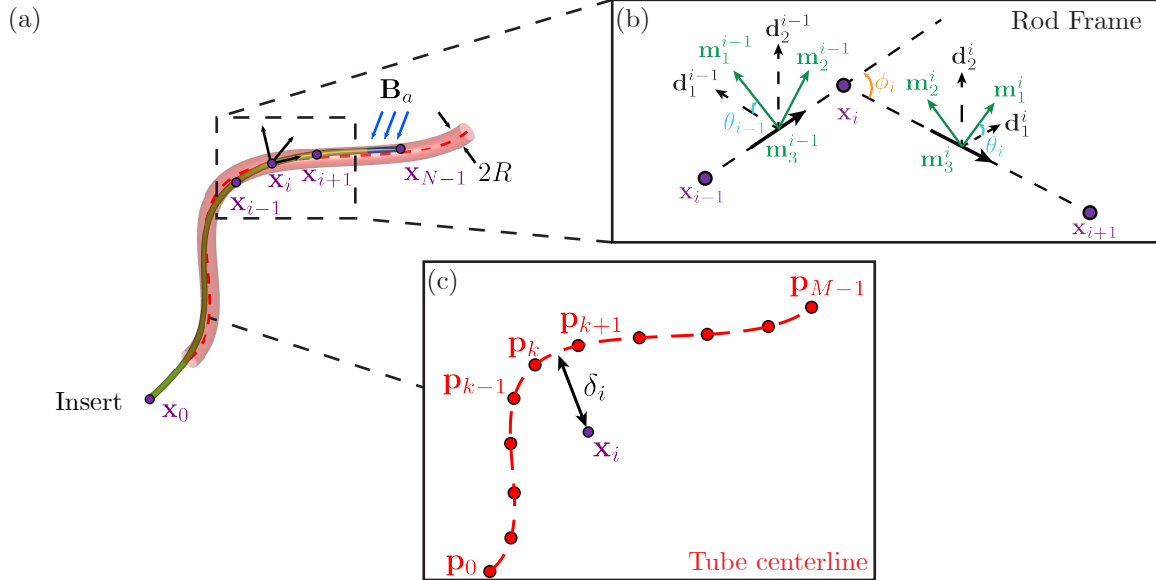 (a)
B_a
x_i
x_{i+1}
x_{N−1}
2R
x_{i−1}
Insert
x_0
(b)
Rod Frame
d_2^{i−1}
m_1^{i−1}
m_2^{i−1}
d_1^{i−1}
θ_{i−1}
m_3^{i−1}
x_{i−1}
x_i
ϕ_i
d_2^i
m_2^i
m_1^i
d_1^i
θ_i
m_3^i
x_{i+1}
(c)
p_{M−1}
p_{k+1}
p_k
p_{k−1}
δ_i
x_i
p_0
Tube centerline